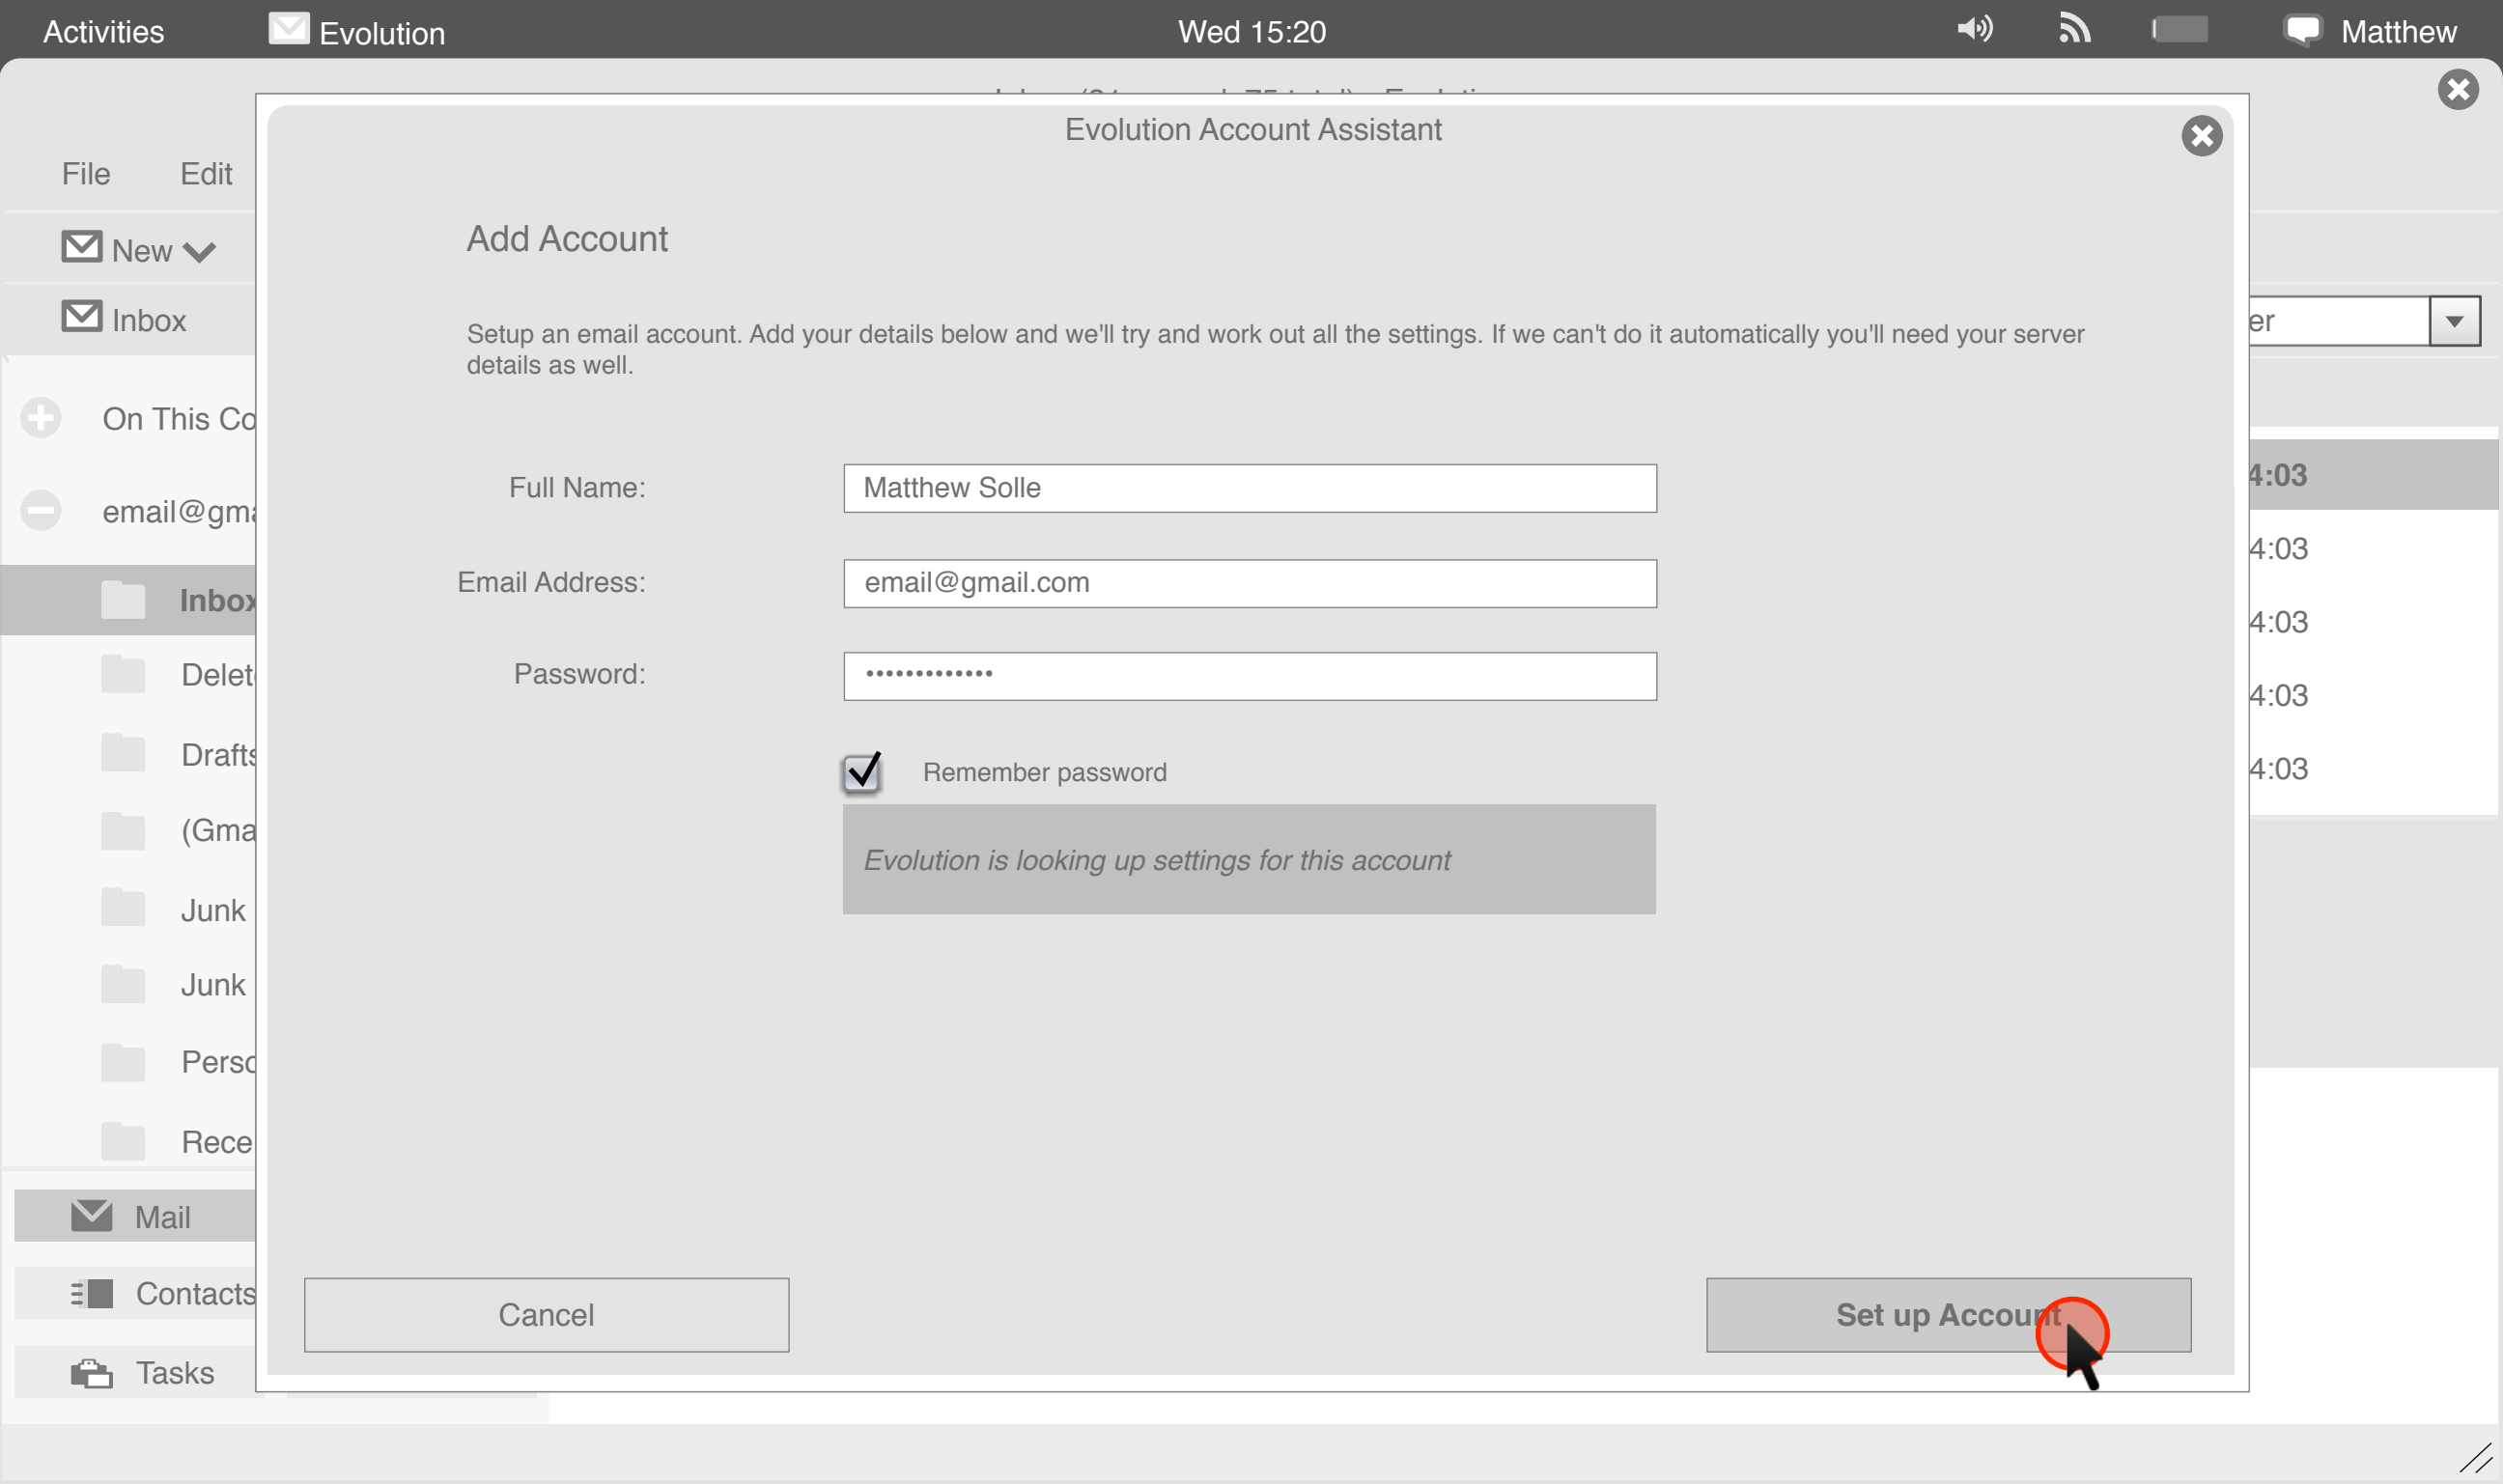 Activities
Evolution
Wed 15:20
Matthew
Evolution Account Assistant
File
Edit
Add Account
New
Inbox
Setup an email account. Add your details below and we'll try and work out all the settings. If we can't do it automatically you'll need your server
details as well.
er
On This Co
4:03
Full Name:
Matthew Solle
email@gma
4:03
Email Address:
email@gmail.com
Inbox
4:03
Password:
•••••••••••••
Delet
4:03
Drafts
Remember password
4:03
(Gma
Evolution is looking up settings for this account
Junk
Junk
Perso
Rece
Mail
Contacts
Cancel
Set up Account
Tasks